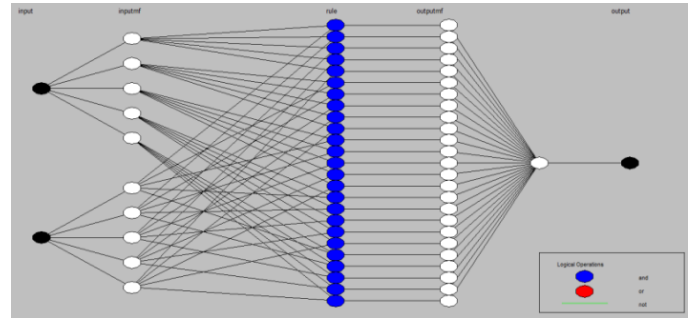 input inputmf rule outputmf output
Logical Operations
and
or
not